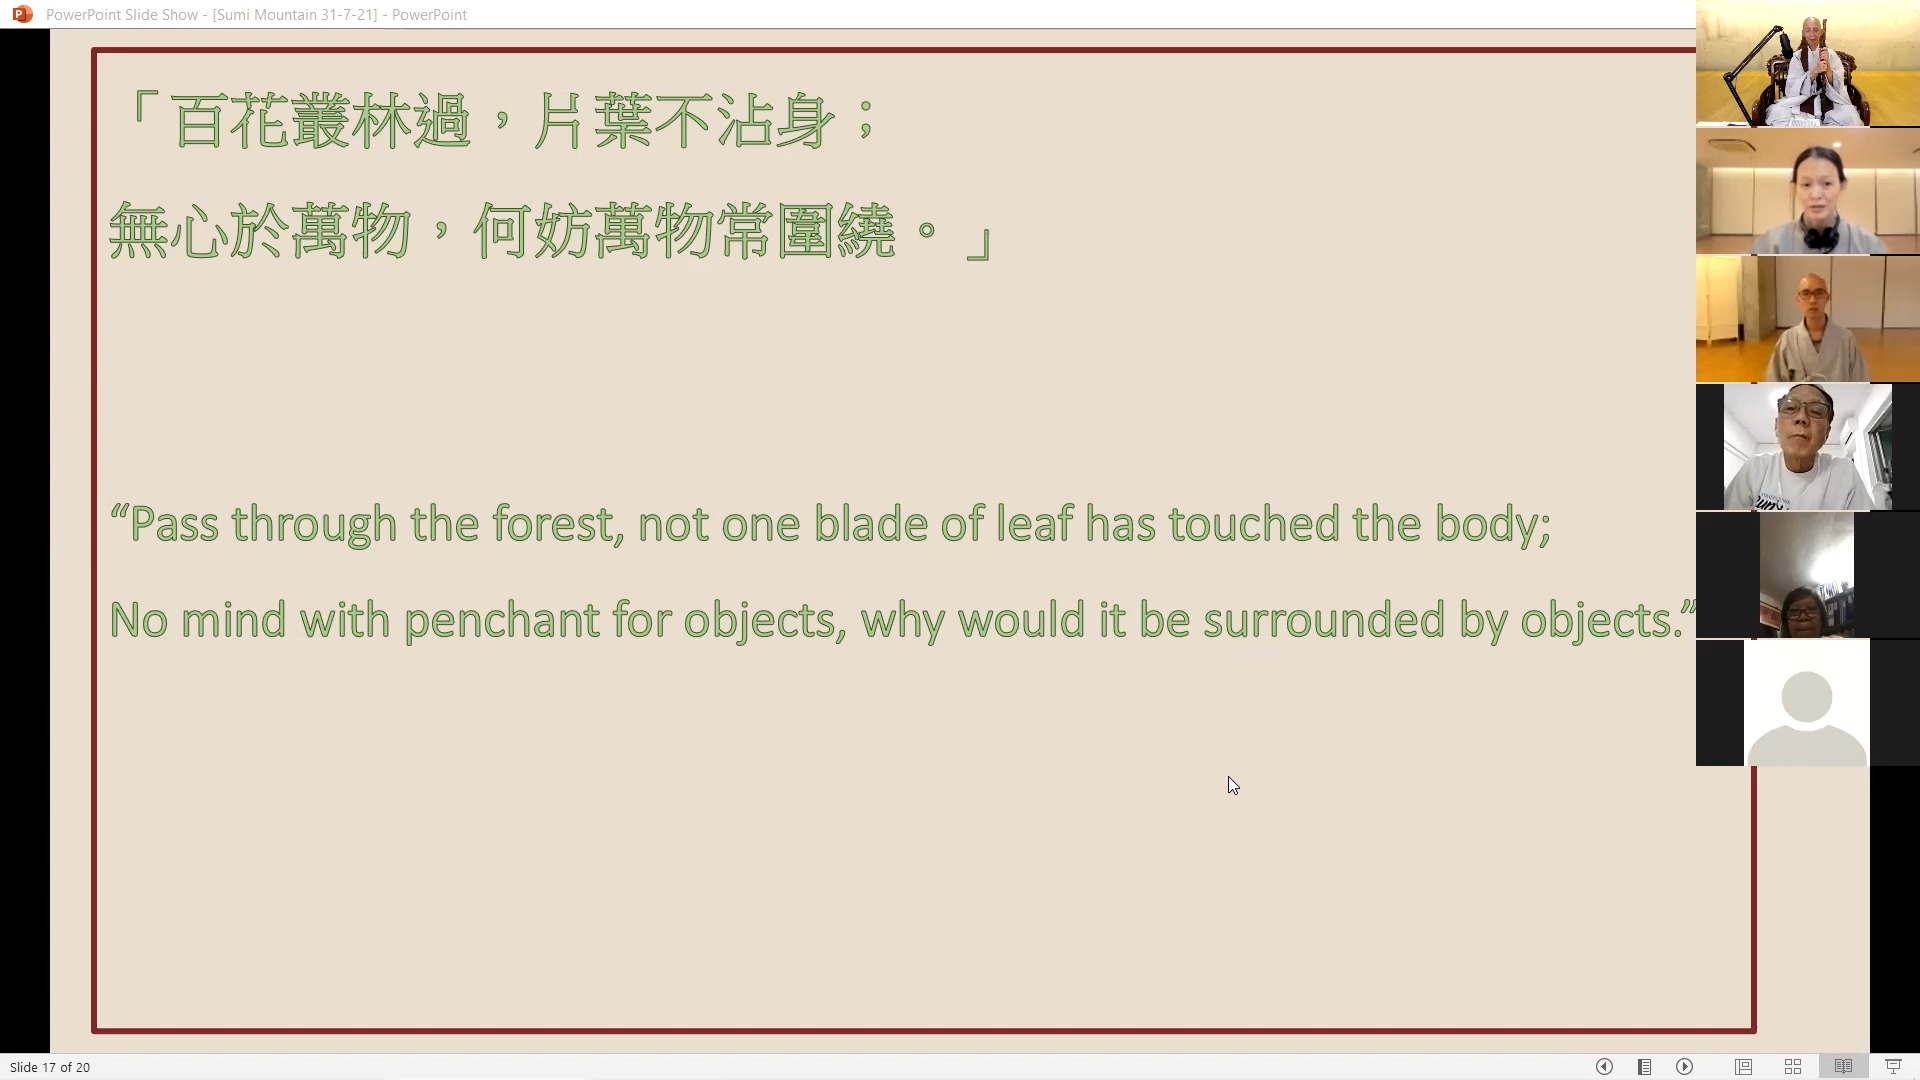 PowerPoint Slide Show - [Sumi Mountain 31-7-21] - PowerPoint
「百花叢林過，片葉不沾身；
無心於萬物，何妨萬物常圍繞。」
“Pass through the forest, not one blade of leaf has touched the body;
No mind with penchant for objects, why would it be surrounded by objects.”
Slide 17 of 20